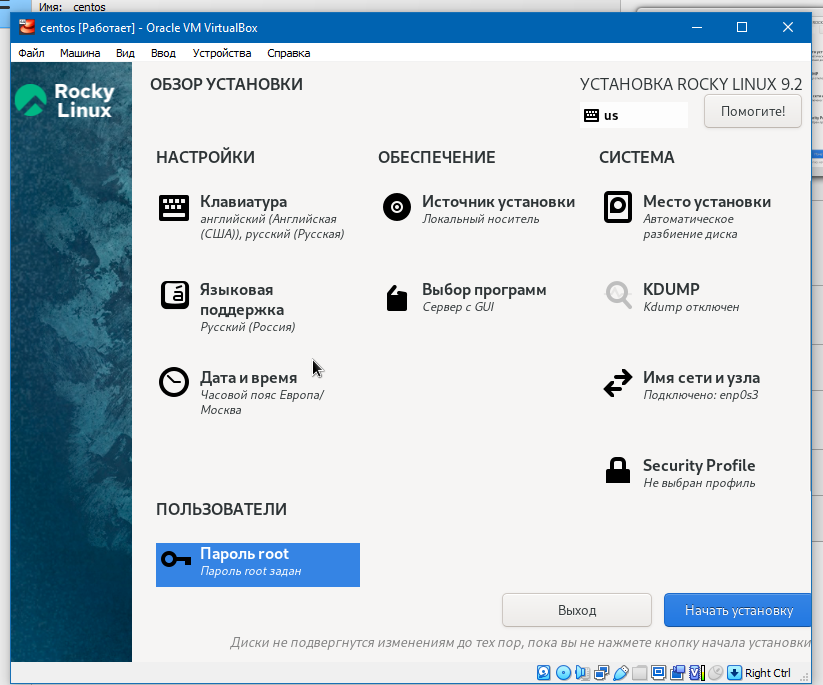 Имя: centos
centos [Работает] - Oracle VM VirtualBox
Файл Машина Вид Ввод Устройства Справка
Rocky
Linux
ОБЗОР УСТАНОВКИ
УСТАНОВКА ROCKY LINUX 9.2
us
Помогите!
НАСТРОЙКИ
Клавиатура
английский (Английская
(США)), русский (Русская)
Языковая
поддержка
Русский (Россия)
Дата и время
Часовой пояс Европа/
Москва
ОБЕСПЕЧЕНИЕ
Источник установки
Локальный носитель
Выбор программ
Сервер с GUI
СИСТЕМА
Место установки
Автоматическое
разбиение диска
KDUMP
Kdump отключен
Имя сети и узла
Подключено: enp0s3
Security Profile
Не выбран профиль
ПОЛЬЗОВАТЕЛИ
Пароль root
Пароль root задан
Выход
Начать установку
Диски не подвергнутся изменениям до тех пор, пока вы не нажмете кнопку начала установки
Right Ctrl